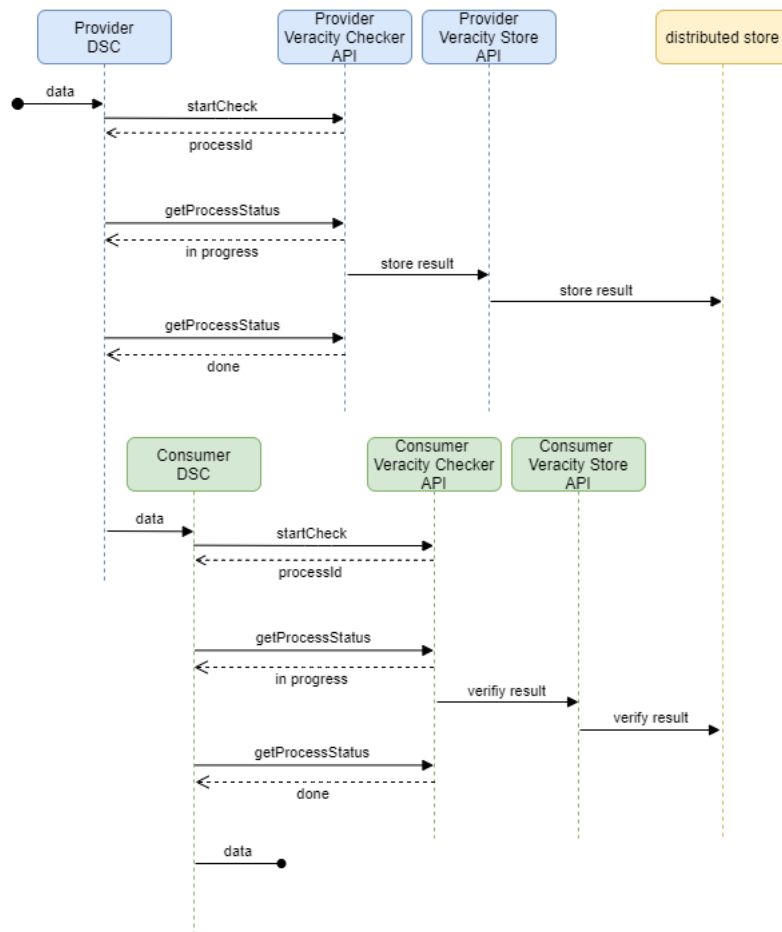 Provider
DSC
Provider
Veracity Checker
API
Provider
Veracity Store
API
distributed store
data
startCheck
processId
getProcessStatus
in progress
store result
store result
getProcessStatus
done
Consumer
DSC
Consumer
Veracity Checker
API
Consumer
Veracity Store
API
data
startCheck
processId
getProcessStatus
in progress
verifiy result
verify result
getProcessStatus
done
data